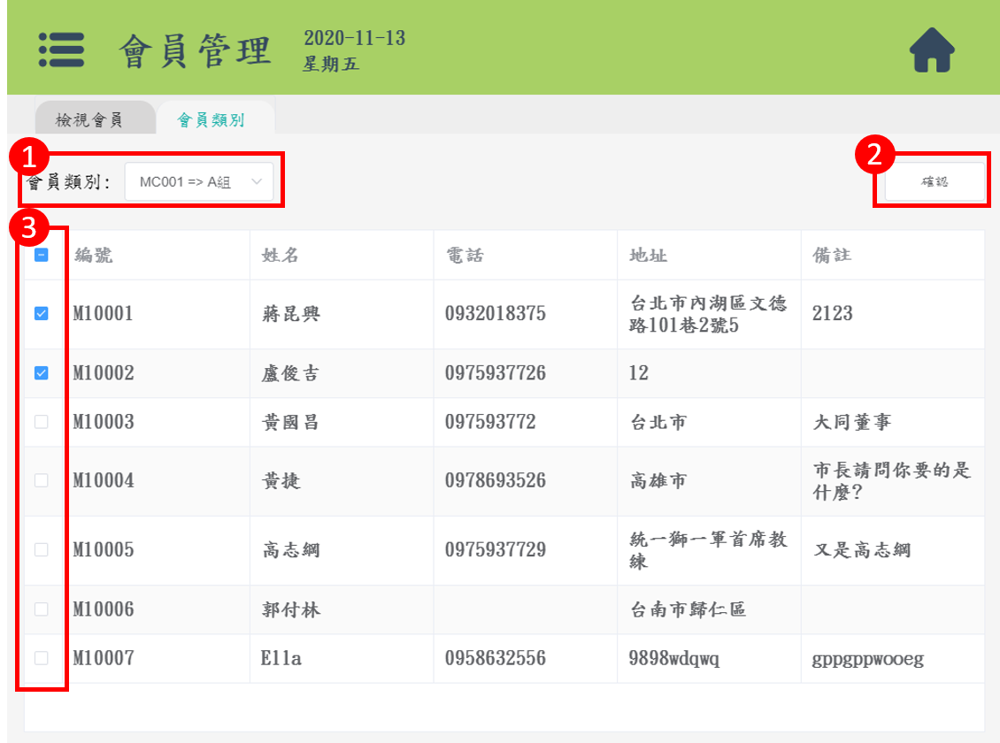 會員管理
2020-11-13
星期五
檢視會員 會員類別
1
2
會員類別: MC001 => A組
確認
3
編號 姓名 電話 地址 備註
M10001 蔣昆興 0932018375 台北市內湖區文德 2123
路101巷2號5
M10002 盧俊吉 0975937726 12
M10003 黃國昌 097593772 台北市 大同董事
M10004 黃捷 0978693526 高雄市 市長請問你要的是
什麼?
M10005 高志綱 0975937729 統一獅一軍首席教 又是高志綱
練
M10006 郭付林 台南市歸仁區
M10007 Ella 0958632556 9898wdqwq gppgppwooeg